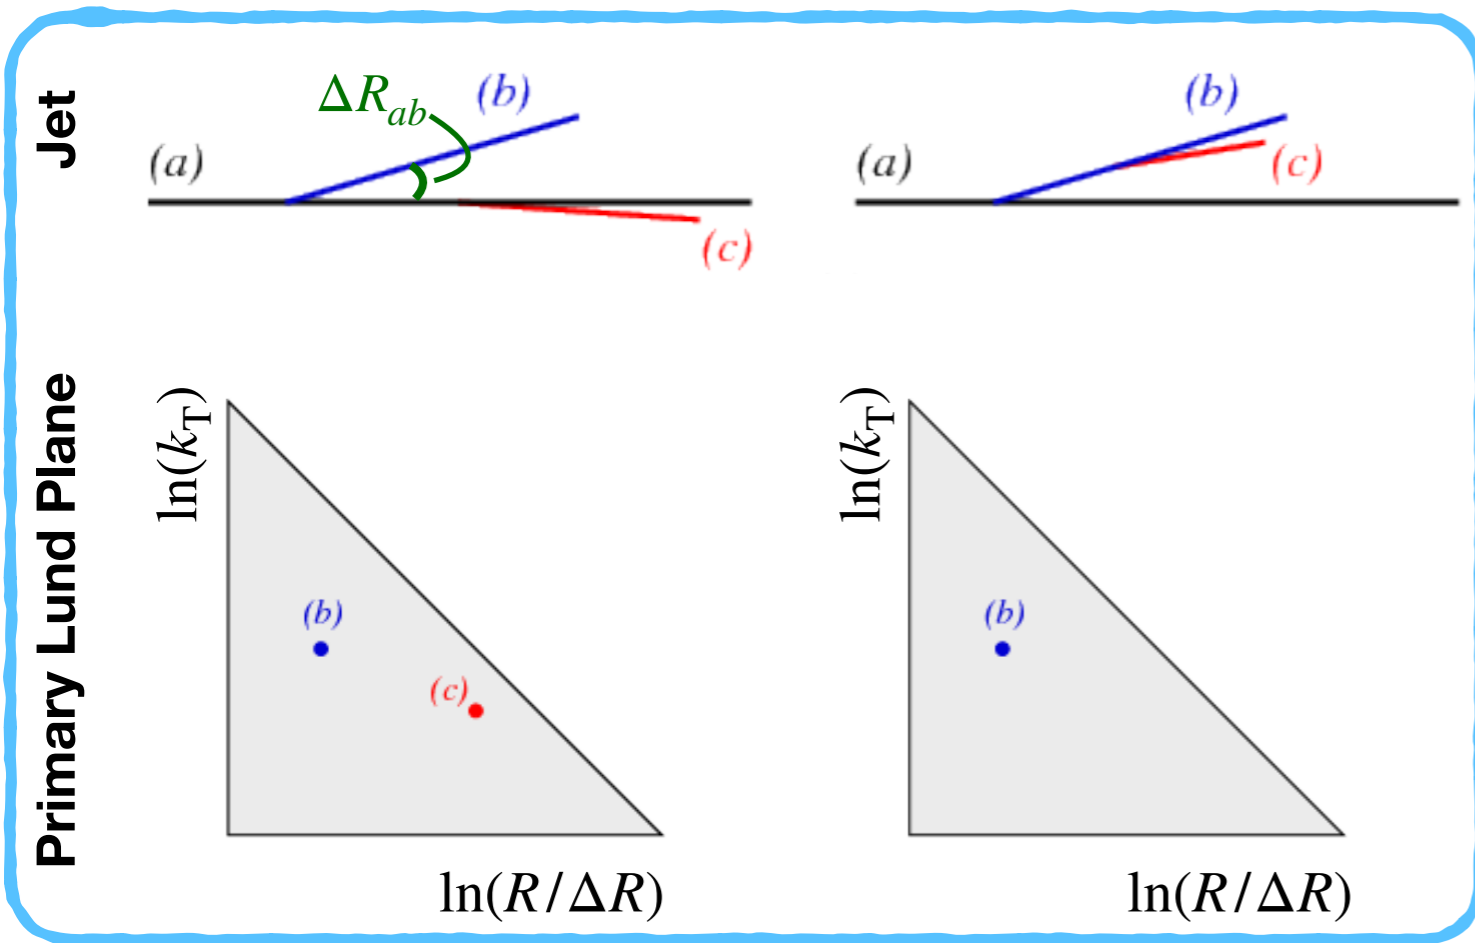 Jet
ΔR_ab
(b)
(a)
(c)
(b)
(a)
(c)
Primary Lund Plane
ln(k_T)
(b)
(c)
ln(R/ΔR)
ln(k_T)
(b)
ln(R/ΔR)